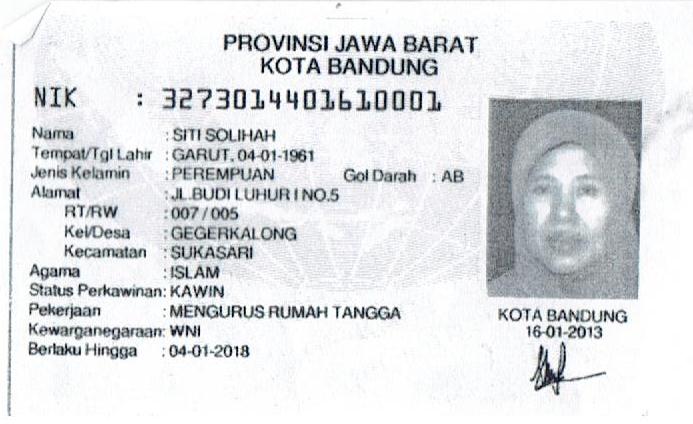 PROVINSI JAWA BARAT
KOTA BANDUNG
NIK : 3273014401610001
Nama : SITI SOLIHAH
Tempat/Tgl Lahir : GARUT, 04-01-1961
Jenis Kelamin : PEREMPUAN Gol Darah : AB
Alamat : JL.BUDI LUHUR I NO.5
RT/RW : 007 / 005
Kel/Desa : GEGERKALONG
Kecamatan : SUKASARI
Agama : ISLAM
Status Perkawinan: KAWIN
Pekerjaan : MENGURUS RUMAH TANGGA
Kewarganegaraan: WNI
Berlaku Hingga : 04-01-2018
KOTA BANDUNG
16-01-2013